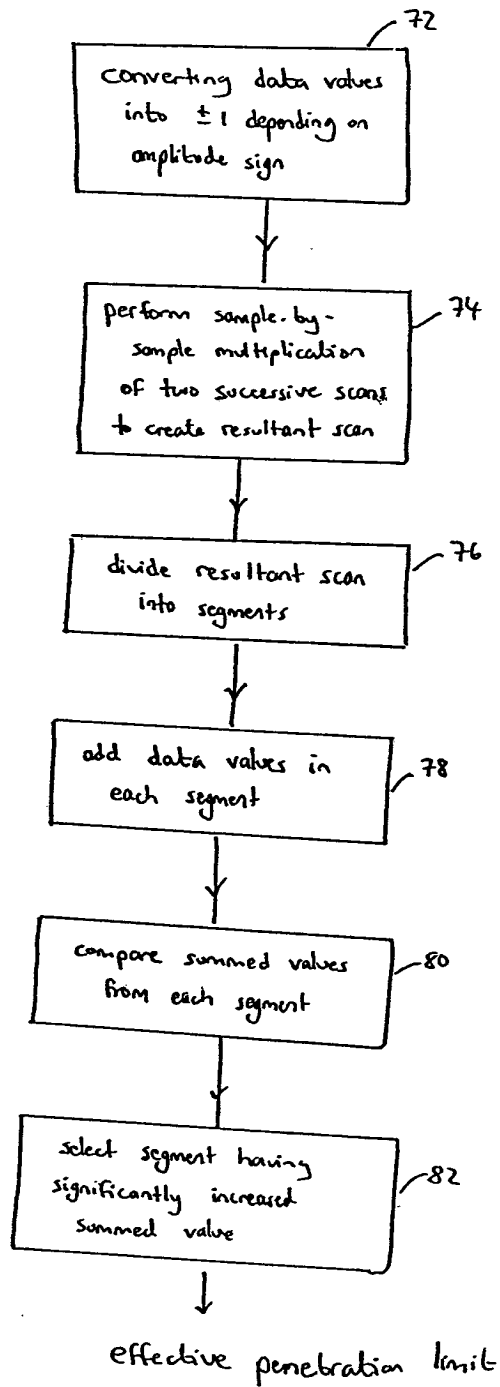 72
converting data values
into ± 1 depending on
amplitude sign
74
perform sample-by-
sample multiplication
of two successive scans
to create resultant scan
76
divide resultant scan
into segments
78
add data values in
each segment
80
compare summed values
from each segment
82
select segment having
significantly increased
summed value
effective penetration limit